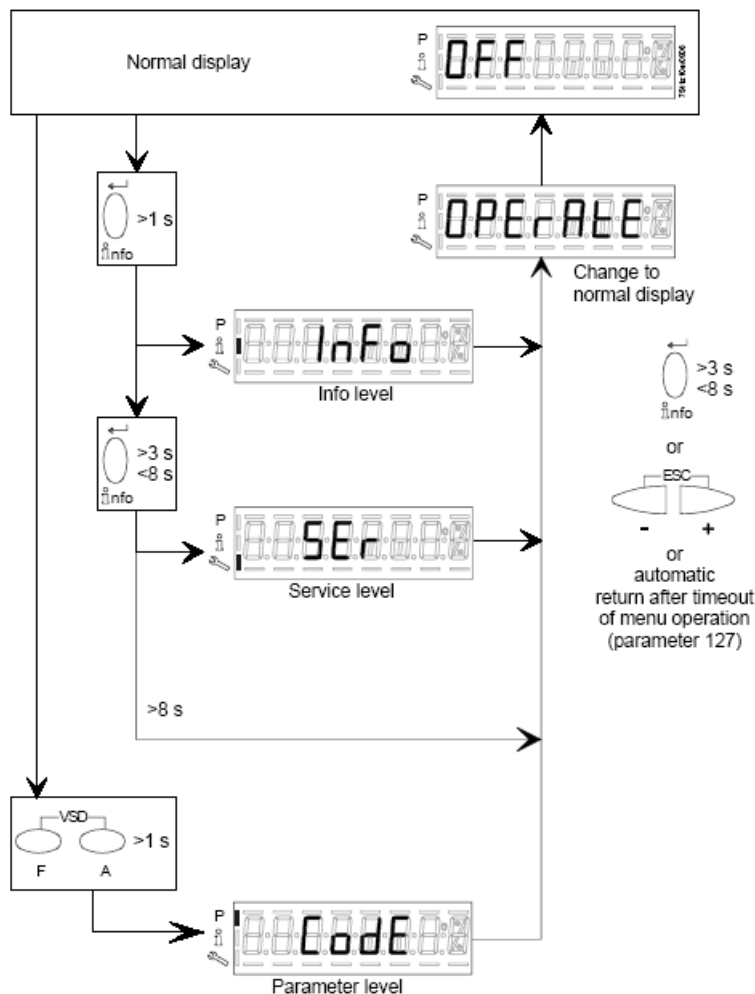 Normal display
P
OFF
>1 s
info
P
OPErAtE
Change to
normal display
P
InFo
Info level
>3 s
<8 s
info
>3 s
<8 s
info
or
ESC
- +
or
automatic
return after timeout
of menu operation
(parameter 127)
P
SEr
Service level
>8 s
VSD
>1 s
F A
P
CodE
Parameter level